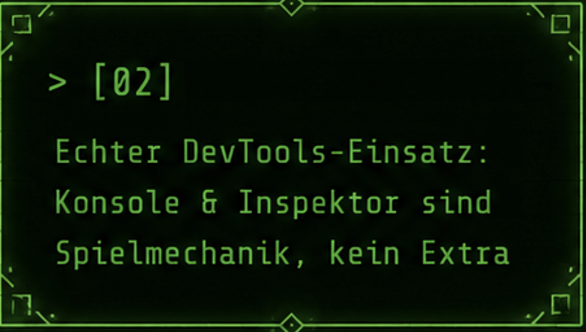 > [02]
Echter DevTools-Einsatz:
Konsole & Inspektor sind
Spielmechanik, kein Extra